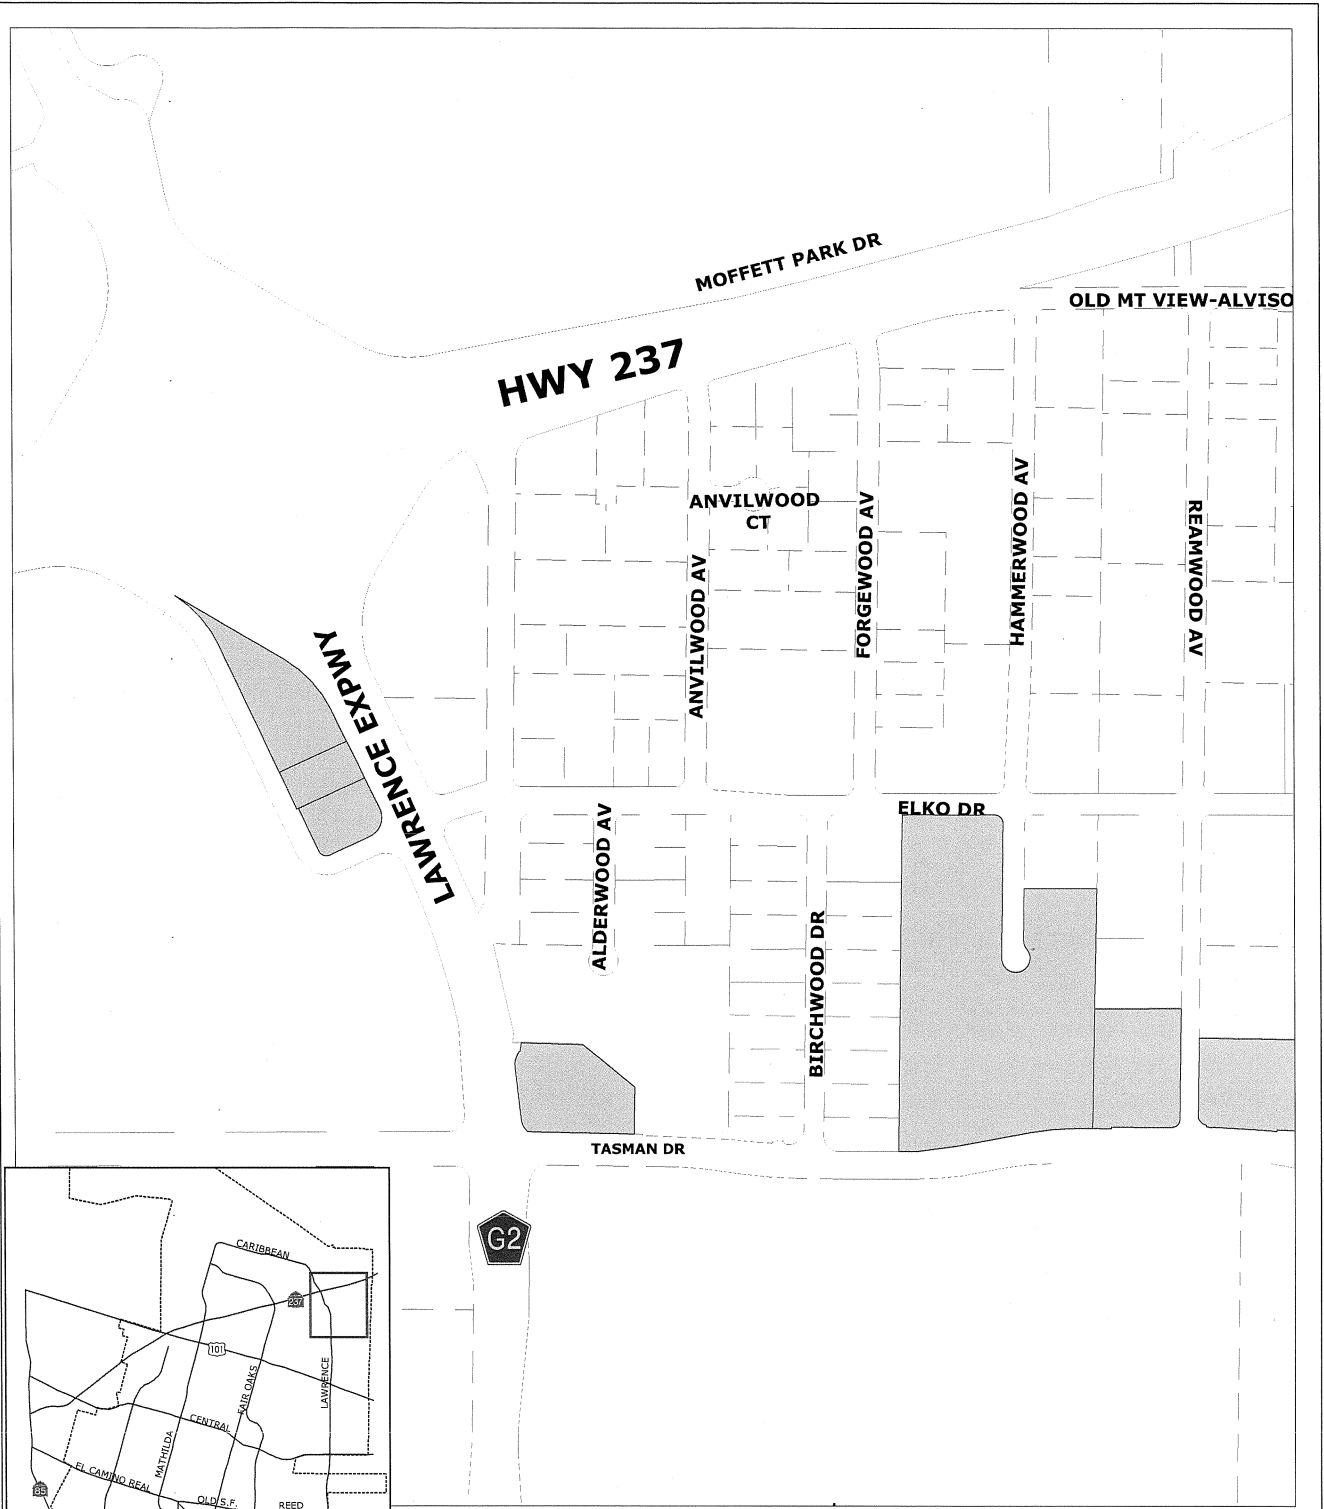 MOFFETT PARK DR
OLD MT VIEW-ALVISO
HWY 237
ANVILWOOD
CT
ANVILWOOD AV
FORGEWOOD AV
HAMMERWOOD AV
REAMWOOD AV
LAWRENCE EXPWY
ELKO DR
ALDERWOOD AV
BIRCHWOOD DR
TASMAN DR
G2
CARIBBEAN
237
101
FAIR OAKS
LAWRENCE
CENTRAL
MATHILDA
EL CAMINO REAL
85
OLD S.F.
REED